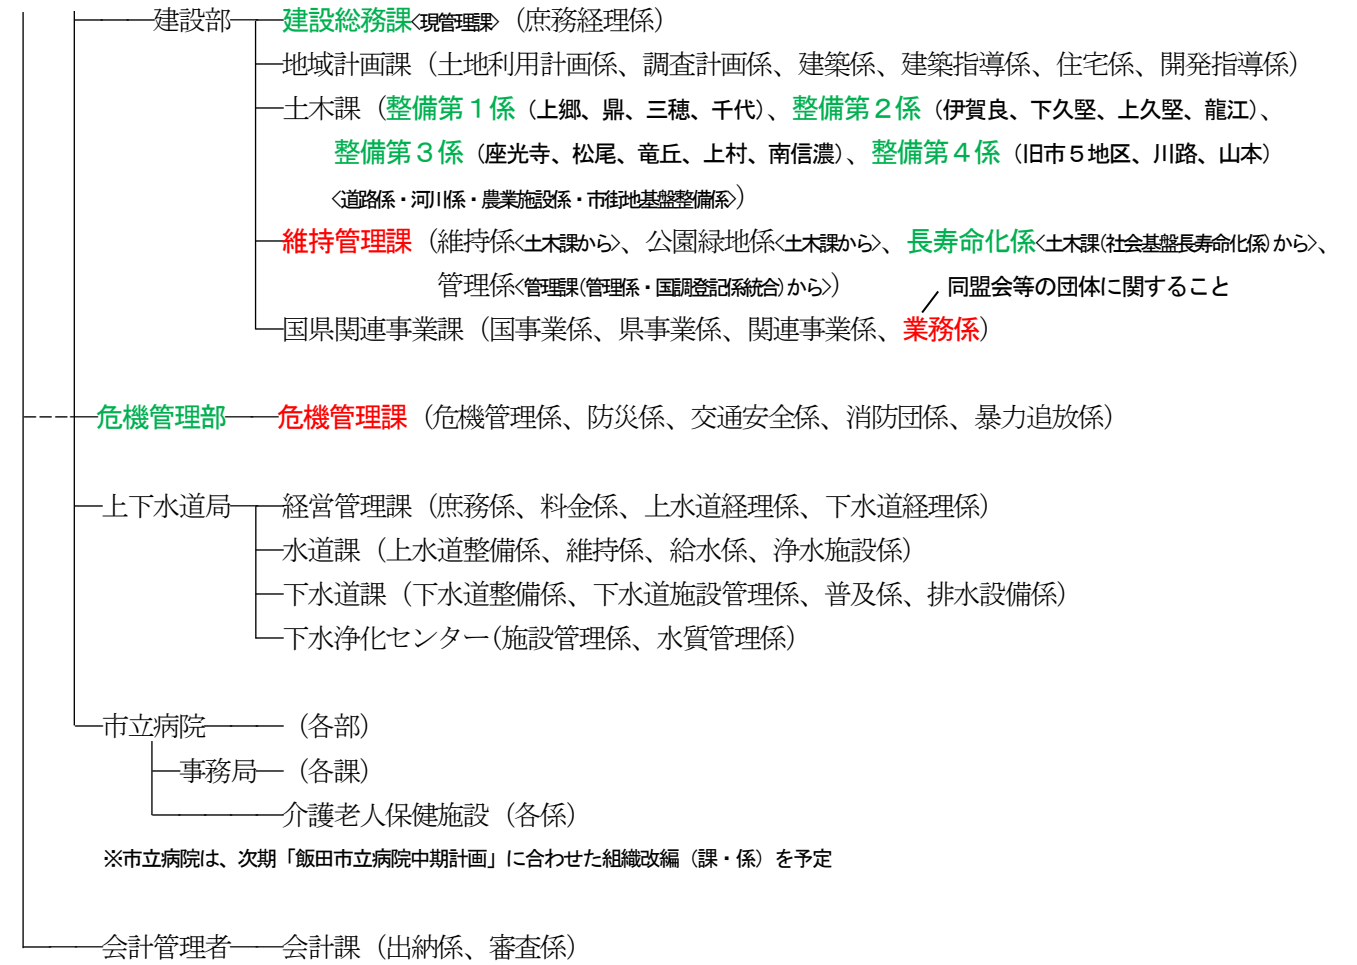 建設部 建設総務課<現管理課>（庶務経理係）
地域計画課（土地利用計画係、調査計画係、建築係、建築指導係、住宅係、開発指導係）
土木課（整備第１係（上郷、鼎、三穂、千代）、整備第２係（伊賀良、下久堅、上久堅、龍江）、
整備第３係（座光寺、松尾、竜丘、上村、南信濃）、整備第４係（旧市５地区、川路、山本）
<道路係・河川係・農業施設係・市街地基盤整備係>）
維持管理課（維持係<土木課から>、公園緑地係<土木課から>、長寿命化係<土木課(社会基盤長寿命化係)から>、
管理係<管理課(管理係・国調登記係統合)から>）
同盟会等の団体に関すること
国県関連事業課（国事業係、県事業係、関連事業係、業務係）
危機管理部 危機管理課（危機管理係、防災係、交通安全係、消防団係、暴力追放係）
上下水道局 経営管理課（庶務係、料金係、上水道経理係、下水道経理係）
水道課（上水道整備係、維持係、給水係、浄水施設係）
下水道課（下水道整備係、下水道施設管理係、普及係、排水設備係）
下水浄化センター（施設管理係、水質管理係）
市立病院 （各部）
事務局 （各課）
介護老人保健施設（各係）
※市立病院は、次期「飯田市立病院中期計画」に合わせた組織改編（課・係）を予定
会計管理者 会計課（出納係、審査係）